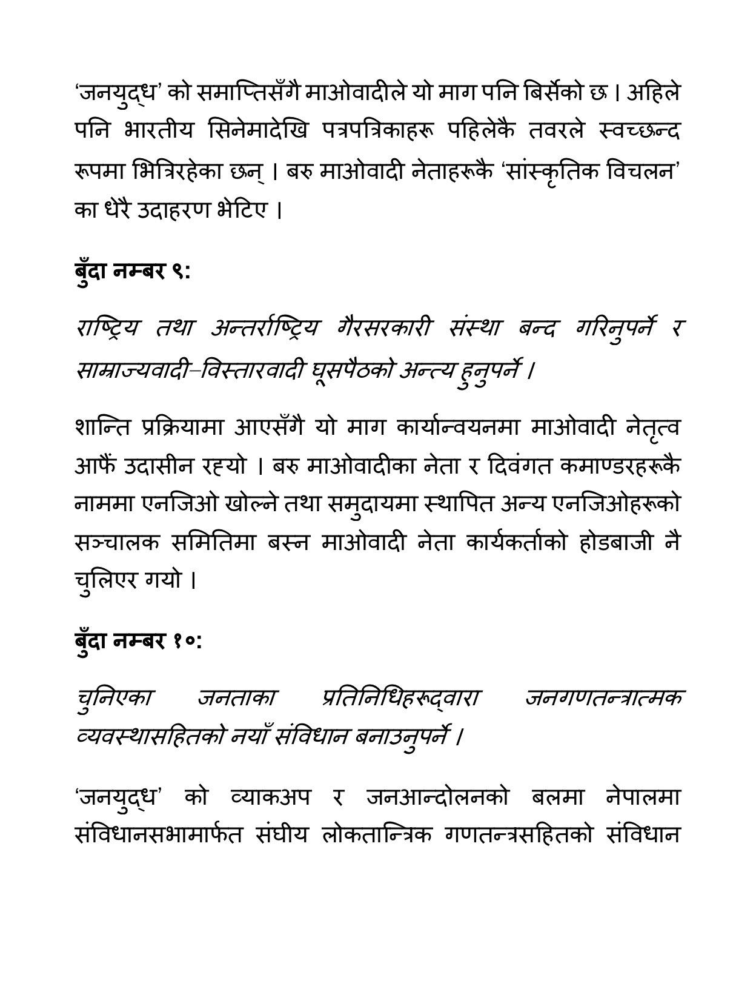 ‘जनयुद्ध’ को समाप्तिसँगै माओवादीले यो माग पनि बिर्सेको छ । अहिले
पनि भारतीय सिनेमादेखि पत्रपत्रिकाहरू पहिलेकै तवरले स्वच्छन्द
रूपमा भित्रिरहेका छन् । बरु माओवादी नेताहरूकै ‘सांस्कृतिक विचलन’
का धेरै उदाहरण भेटिए ।
बुँदा नम्बर ९:
राष्ट्रिय तथा अन्तर्राष्ट्रिय गैरसरकारी संस्था बन्द गरिनुपर्ने र
साम्राज्यवादी–विस्तारवादी घूसपैठको अन्त्य हुनुपर्ने ।
शान्ति प्रक्रियामा आएसँगै यो माग कार्यान्वयनमा माओवादी नेतृत्व
आफैं उदासीन रह्यो । बरु माओवादीका नेता र दिवंगत कमाण्डरहरूकै
नाममा एनजिओ खोल्ने तथा समुदायमा स्थापित अन्य एनजिओहरूको
सञ्चालक समितिमा बस्न माओवादी नेता कार्यकर्ताको होडबाजी नै
चुलिएर गयो ।
बुँदा नम्बर १०:
चुनिएका जनताका प्रतिनिधिहरूद्वारा जनगणतन्त्रात्मक
व्यवस्थासहितको नयाँ संविधान बनाउनुपर्ने ।
‘जनयुद्ध’ को व्याकअप र जनआन्दोलनको बलमा नेपालमा
संविधानसभामार्फत संघीय लोकतान्त्रिक गणतन्त्रसहितको संविधान